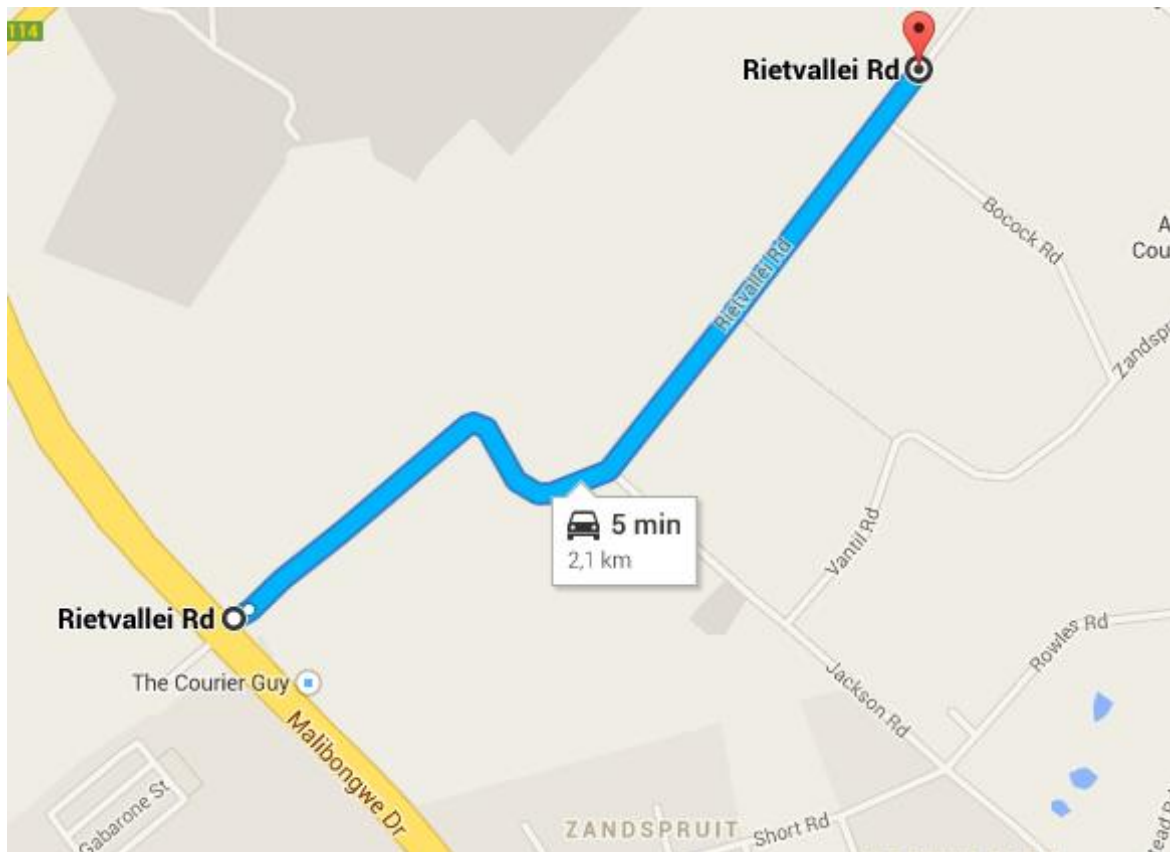 114
Rietvallei Rd
Bocock Rd
A
Cou
Rietvallei Rd
Zandspr
5 min
2,1 km
Vantil Rd
Rietvallei Rd
Rowles Rd
The Courier Guy
Jackson Rd
Malibongwe Dr
Gabarone St
ZANDSPRUIT
Short Rd